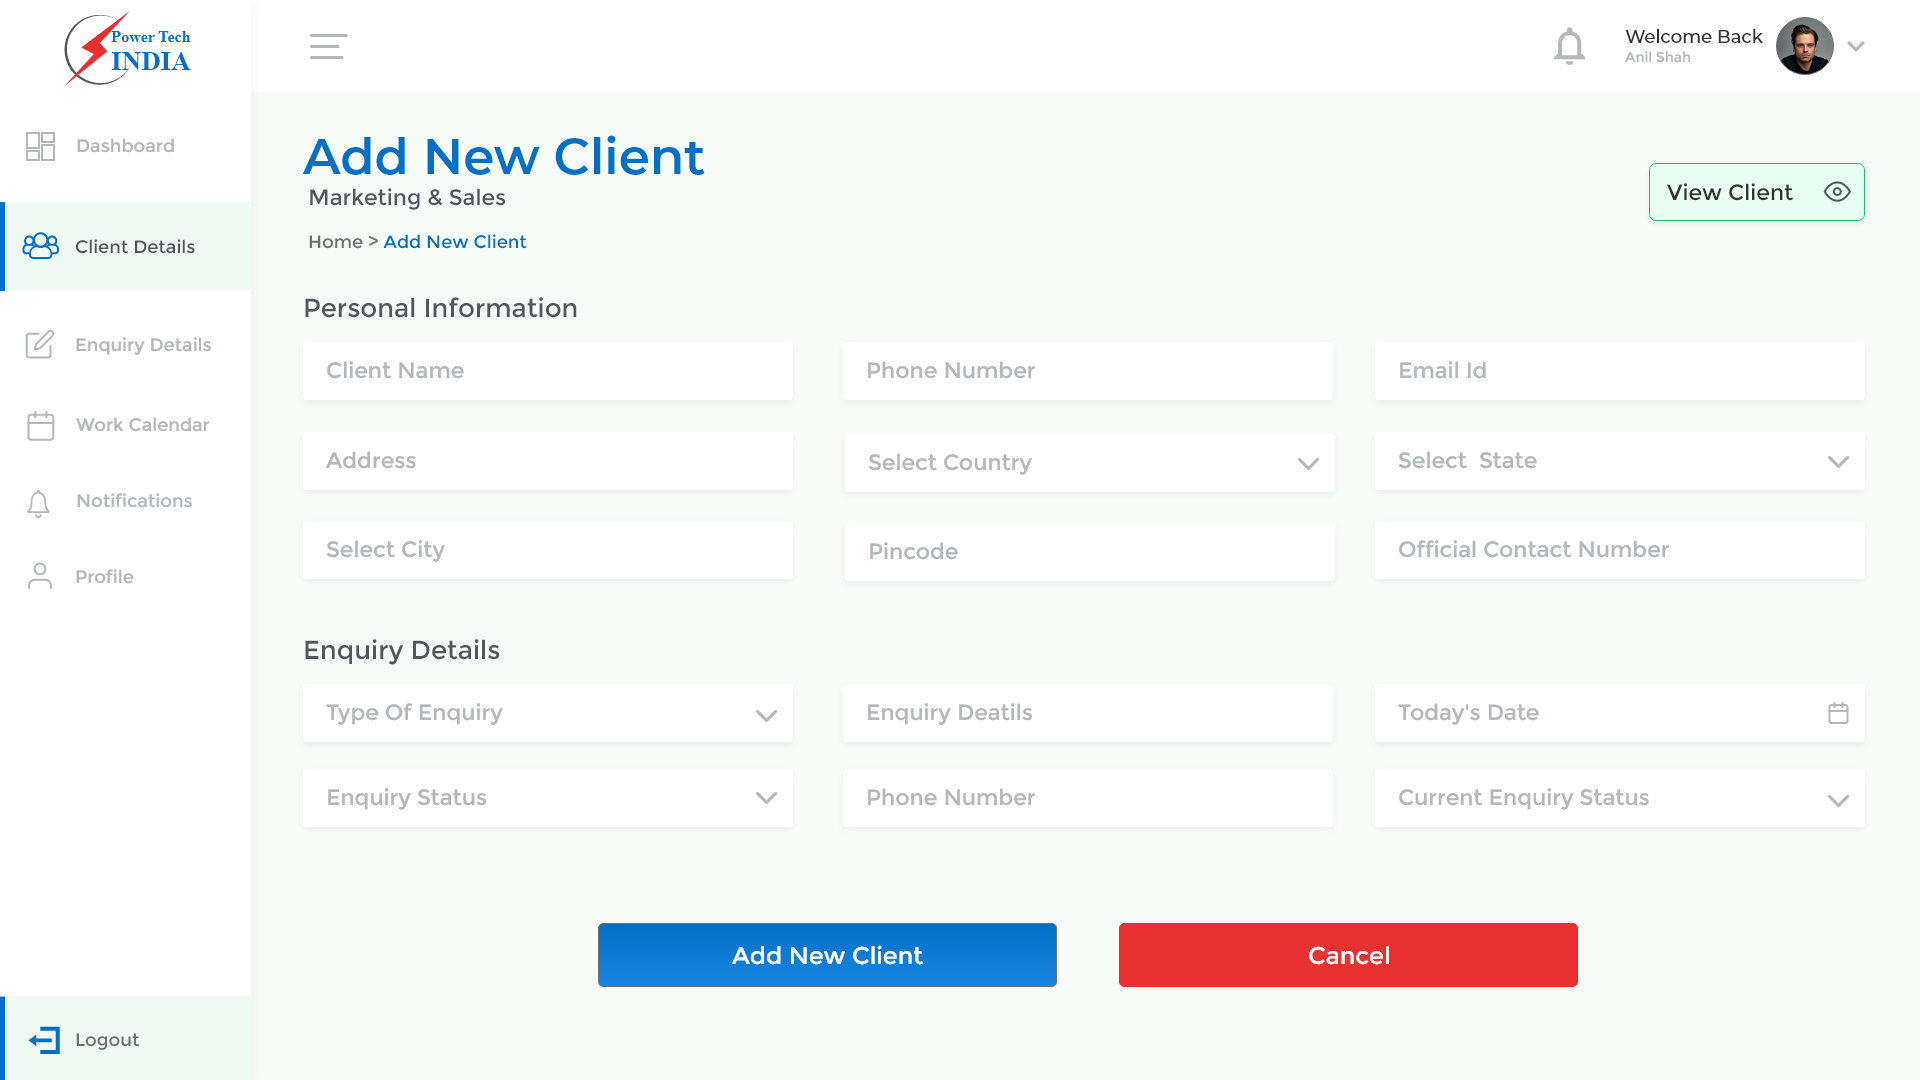 Power Tech
INDIA
Dashboard
Client Details
Enquiry Details
Work Calendar
Notifications
Profile
Logout
Welcome Back
Anil Shah
Add New Client
Marketing & Sales
Home > Add New Client
View Client
Personal Information
Client Name
Phone Number
Email Id
Address
Select Country
Select State
Select City
Pincode
Official Contact Number
Enquiry Details
Type Of Enquiry
Enquiry Deatils
Today's Date
Enquiry Status
Phone Number
Current Enquiry Status
Add New Client
Cancel